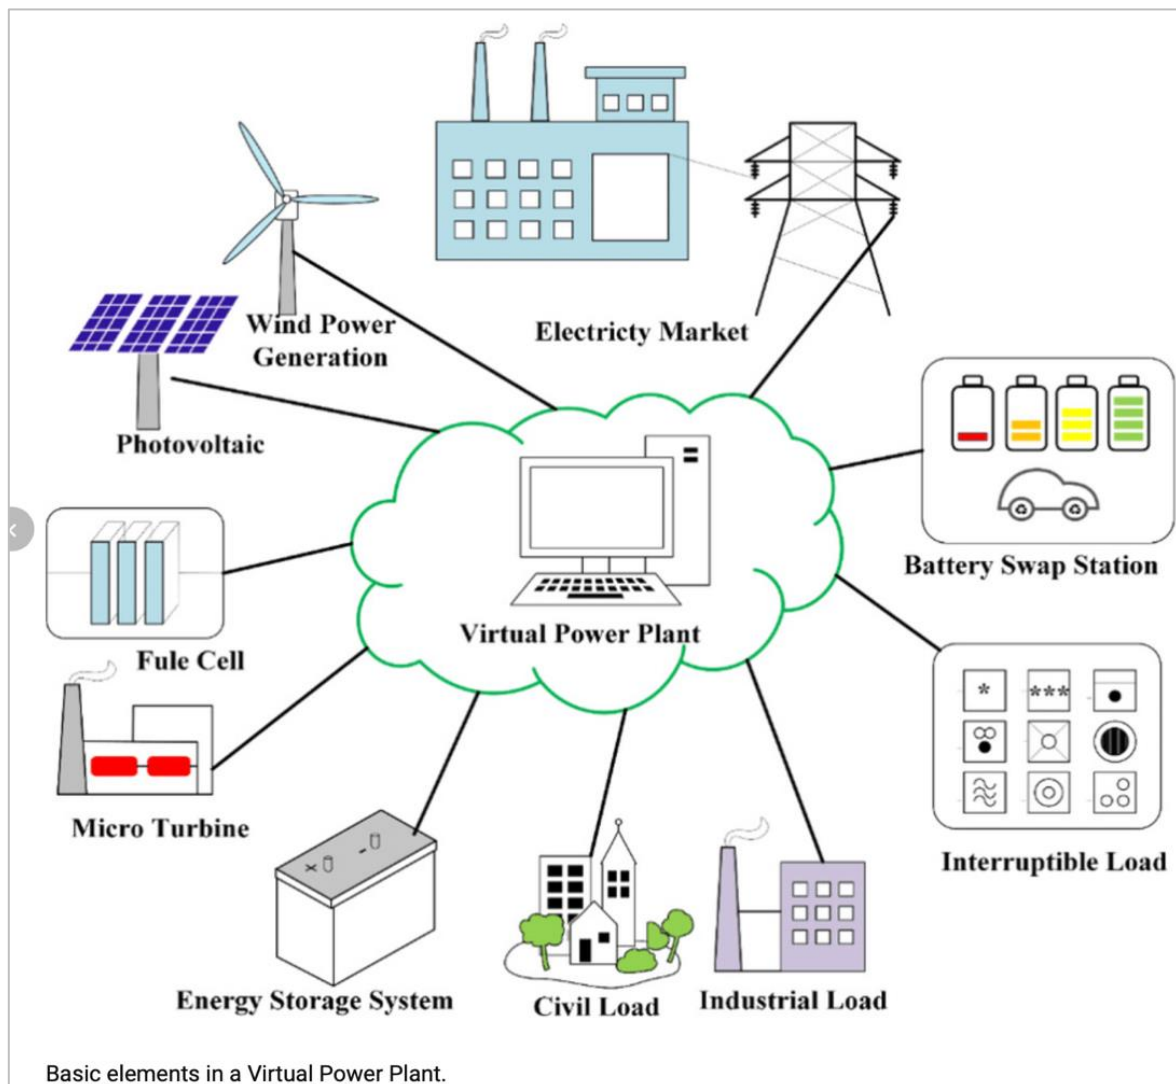 Wind Power
Generation
Electricty Market
Photovoltaic
Battery Swap Station
Virtual Power Plant
Fule Cell
Micro Turbine
Interruptible Load
Energy Storage System
Civil Load
Industrial Load
Basic elements in a Virtual Power Plant.